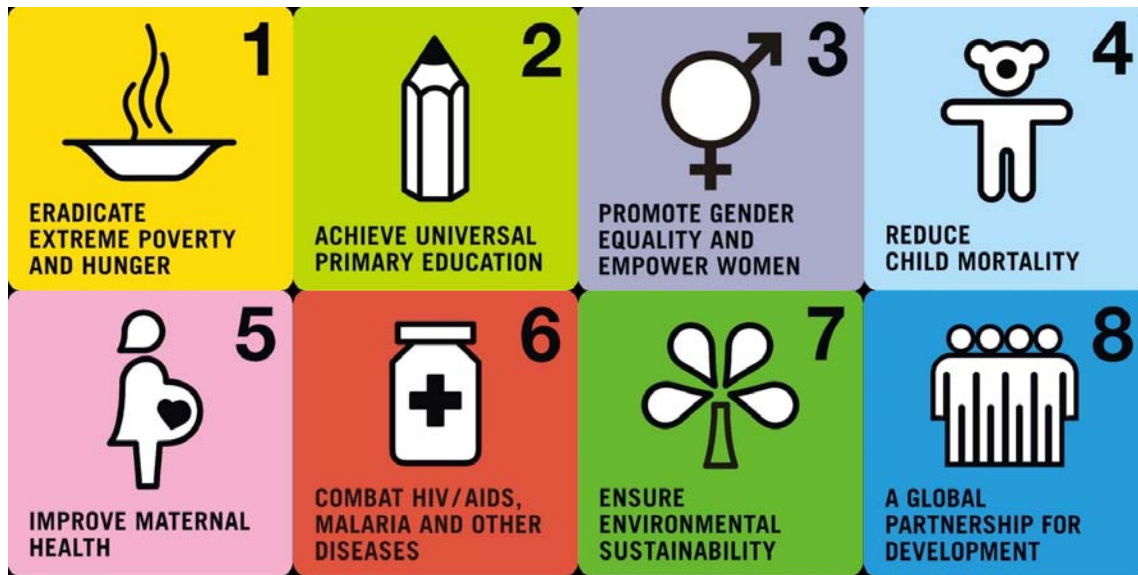 1
ERADICATE
EXTREME POVERTY
AND HUNGER
2
ACHIEVE UNIVERSAL
PRIMARY EDUCATION
3
PROMOTE GENDER
EQUALITY AND
EMPOWER WOMEN
4
REDUCE
CHILD MORTALITY
5
IMPROVE MATERNAL
HEALTH
6
COMBAT HIV/AIDS,
MALARIA AND OTHER
DISEASES
7
ENSURE
ENVIRONMENTAL
SUSTAINABILITY
8
A GLOBAL
PARTNERSHIP FOR
DEVELOPMENT